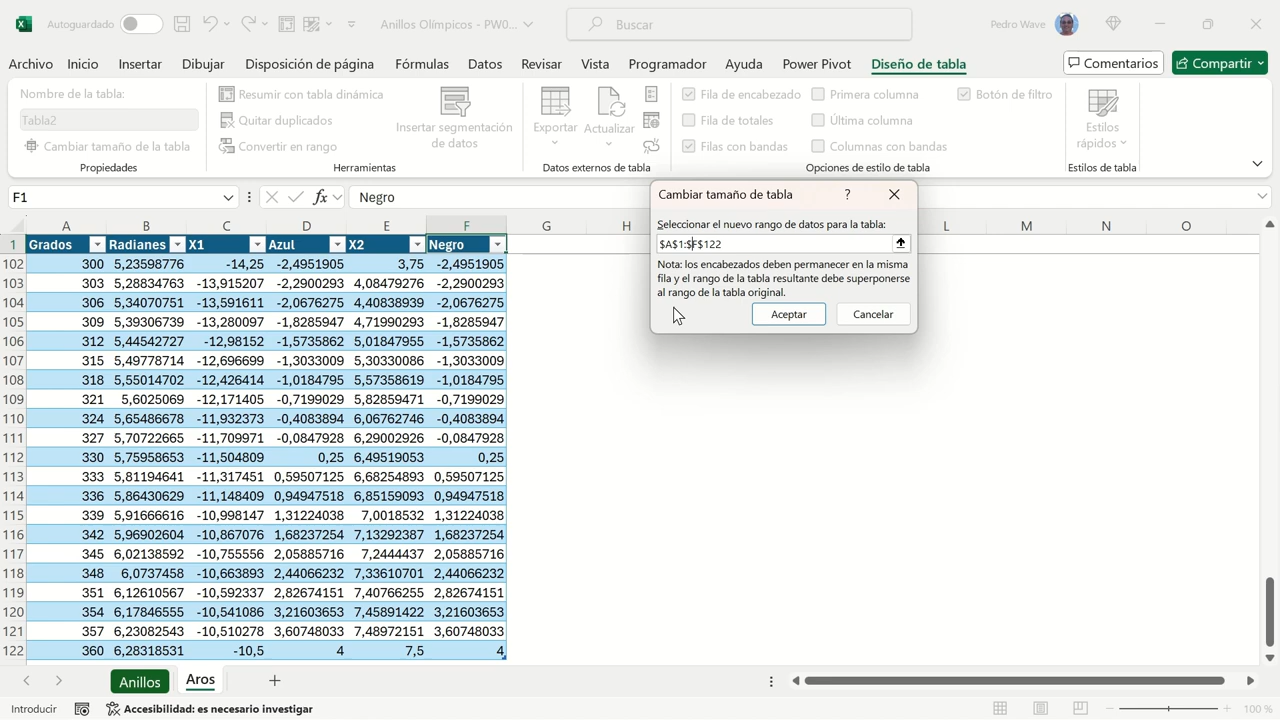 Autoguardado Anillos Olímpicos - PW0... Buscar Pedro Wave
Archivo Inicio Insertar Dibujar Disposición de página Fórmulas Datos Revisar Vista Programador Ayuda Power Pivot Diseño de tabla Comentarios Compartir
Nombre de la tabla:
Tabla2
Cambiar tamaño de la tabla
Propiedades
Resumir con tabla dinámica
Quitar duplicados
Convertir en rango
Insertar segmentación
de datos
Herramientas
Exportar Actualizar
Datos externos de tabla
Fila de encabezado Primera columna Botón de filtro
Fila de totales Última columna
Filas con bandas Columnas con bandas
Opciones de estilo de tabla
Estilos
rápidos
Estilos de tabla
F1 fx Negro
Cambiar tamaño de tabla ?
Seleccionar el nuevo rango de datos para la tabla:
$A$1:$F$122
Nota: los encabezados deben permanecer en la misma
fila y el rango de la tabla resultante debe superponerse
al rango de la tabla original.
Aceptar Cancelar
A B C D E F G H L M N O
1 Grados Radianes X1 Azul X2 Negro
102 300 5,23598776 -14,25 -2,4951905 3,75 -2,4951905
103 303 5,28834763 -13,915207 -2,2900293 4,08479276 -2,2900293
104 306 5,34070751 -13,591611 -2,0676275 4,40838939 -2,0676275
105 309 5,39306739 -13,280097 -1,8285947 4,71990293 -1,8285947
106 312 5,44542727 -12,98152 -1,5735862 5,01847955 -1,5735862
107 315 5,49778714 -12,696699 -1,3033009 5,30330086 -1,3033009
108 318 5,55014702 -12,426414 -1,0184795 5,57358619 -1,0184795
109 321 5,6025069 -12,171405 -0,7199029 5,82859471 -0,7199029
110 324 5,65486678 -11,932373 -0,4083894 6,06762746 -0,4083894
111 327 5,70722665 -11,709971 -0,0847928 6,29002926 -0,0847928
112 330 5,75958653 -11,504809 0,25 6,49519053 0,25
113 333 5,81194641 -11,317451 0,59507125 6,68254893 0,59507125
114 336 5,86430629 -11,148409 0,94947518 6,85159093 0,94947518
115 339 5,91666616 -10,998147 1,31224038 7,0018532 1,31224038
116 342 5,96902604 -10,867076 1,68237254 7,13292387 1,68237254
117 345 6,02138592 -10,755556 2,05885716 7,2444437 2,05885716
118 348 6,0737458 -10,663893 2,44066232 7,33610701 2,44066232
119 351 6,12610567 -10,592337 2,82674151 7,40766255 2,82674151
120 354 6,17846555 -10,541086 3,21603653 7,45891422 3,21603653
121 357 6,23082543 -10,510278 3,60748033 7,48972151 3,60748033
122 360 6,28318531 -10,5 4 7,5 4
Anillos Aros
Introducir Accesibilidad: es necesario investigar 100 %